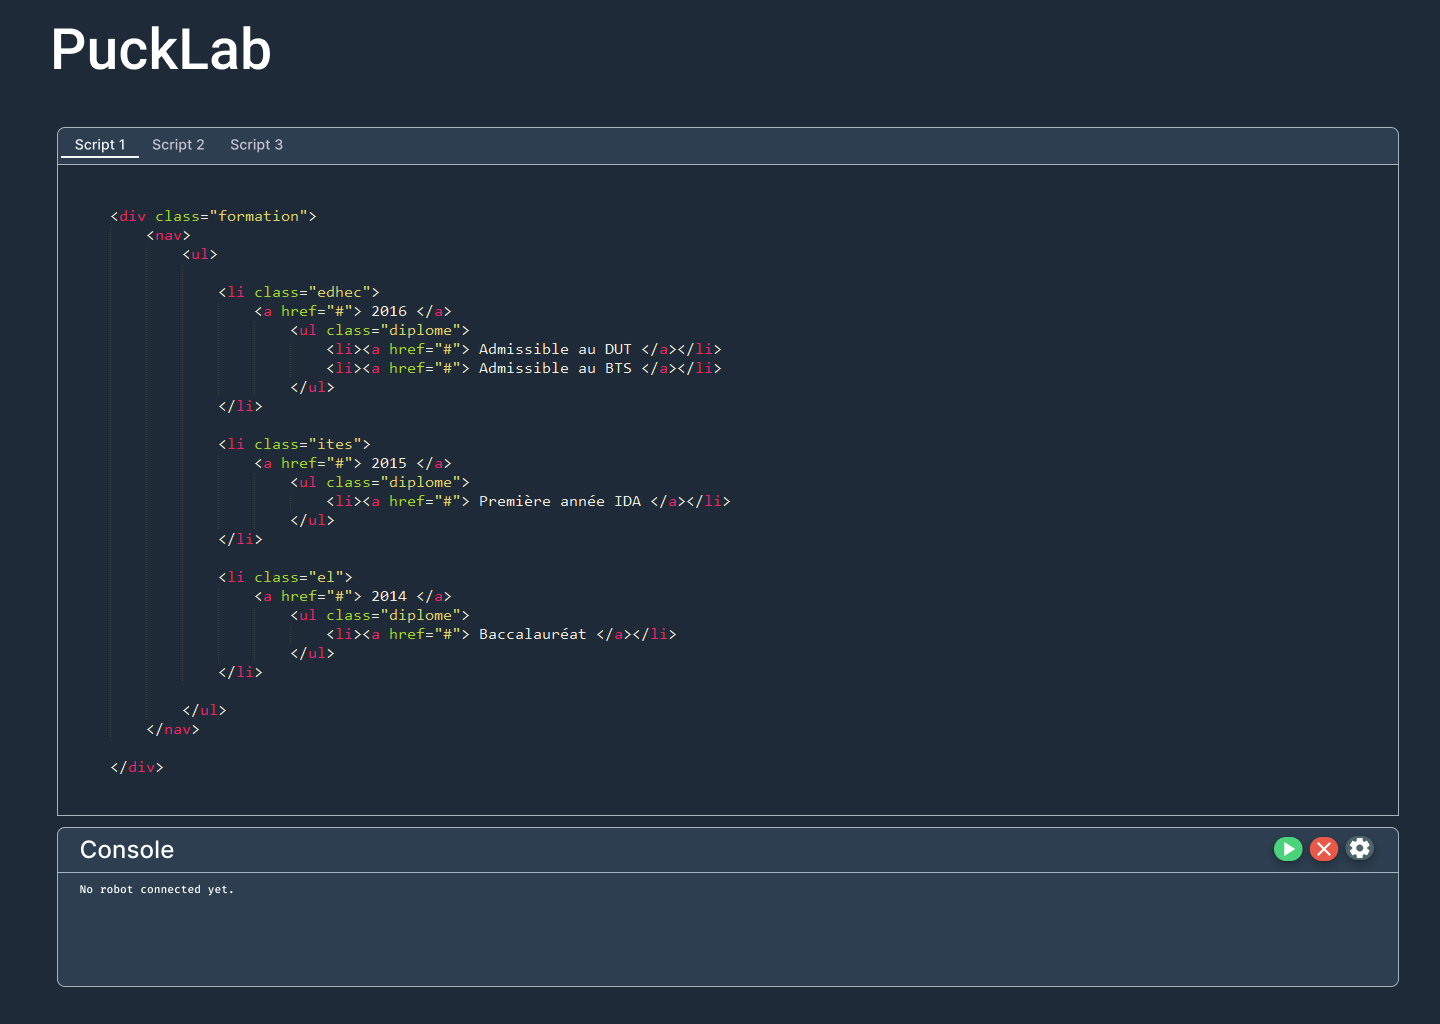 PuckLab
Script 1 Script 2 Script 3
<div class="formation">
<nav>
<ul>
<li class="edhec">
<a href="#"> 2016 </a>
<ul class="diplome">
<li><a href="#"> Admissible au DUT </a></li>
<li><a href="#"> Admissible au BTS </a></li>
</ul>
</li>
<li class="ites">
<a href="#"> 2015 </a>
<ul class="diplome">
<li><a href="#"> Première année IDA </a></li>
</ul>
</li>
<li class="el">
<a href="#"> 2014 </a>
<ul class="diplome">
<li><a href="#"> Baccalauréat </a></li>
</ul>
</li>
</ul>
</nav>
</div>
Console
No robot connected yet.